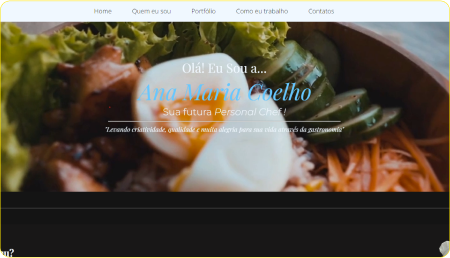 Home Quem eu sou Portfólio Como eu trabalho Contatos
Olá! Eu Sou a...
Ana Maria Coelho
Sua futura Personal Chef !
"Levando criatividade, qualidade e muita alegria para sua vida através da gastronomia"